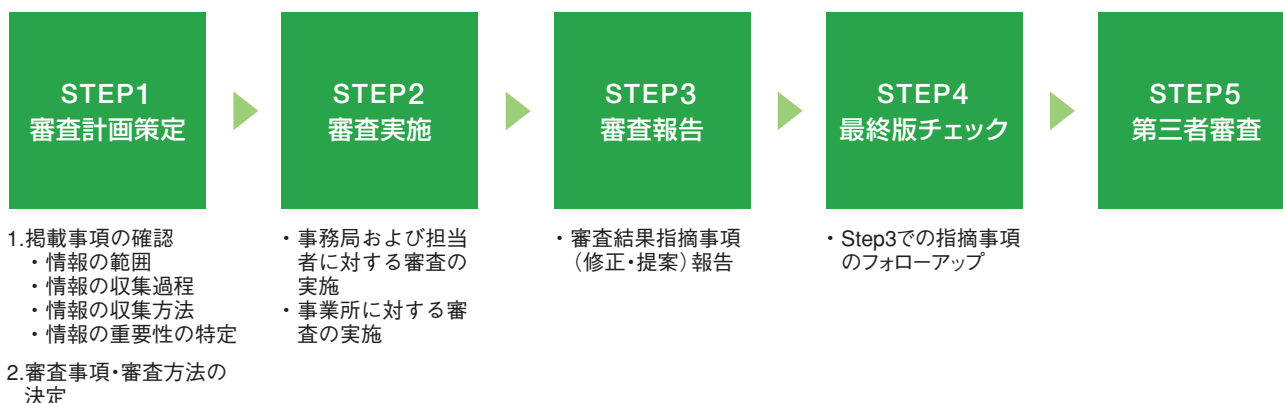 STEP1
審査計画策定
1.掲載事項の確認
・情報の範囲
・情報の収集過程
・情報の収集方法
・情報の重要性の特定
2.審査事項・審査方法の
決定
STEP2
審査実施
・事務局および担当
者に対する審査の
実施
・事業所に対する審
査の実施
STEP3
審査報告
・審査結果指摘事項
（修正・提案）報告
STEP4
最終版チェック
・Step3での指摘事項
のフォローアップ
STEP5
第三者審査